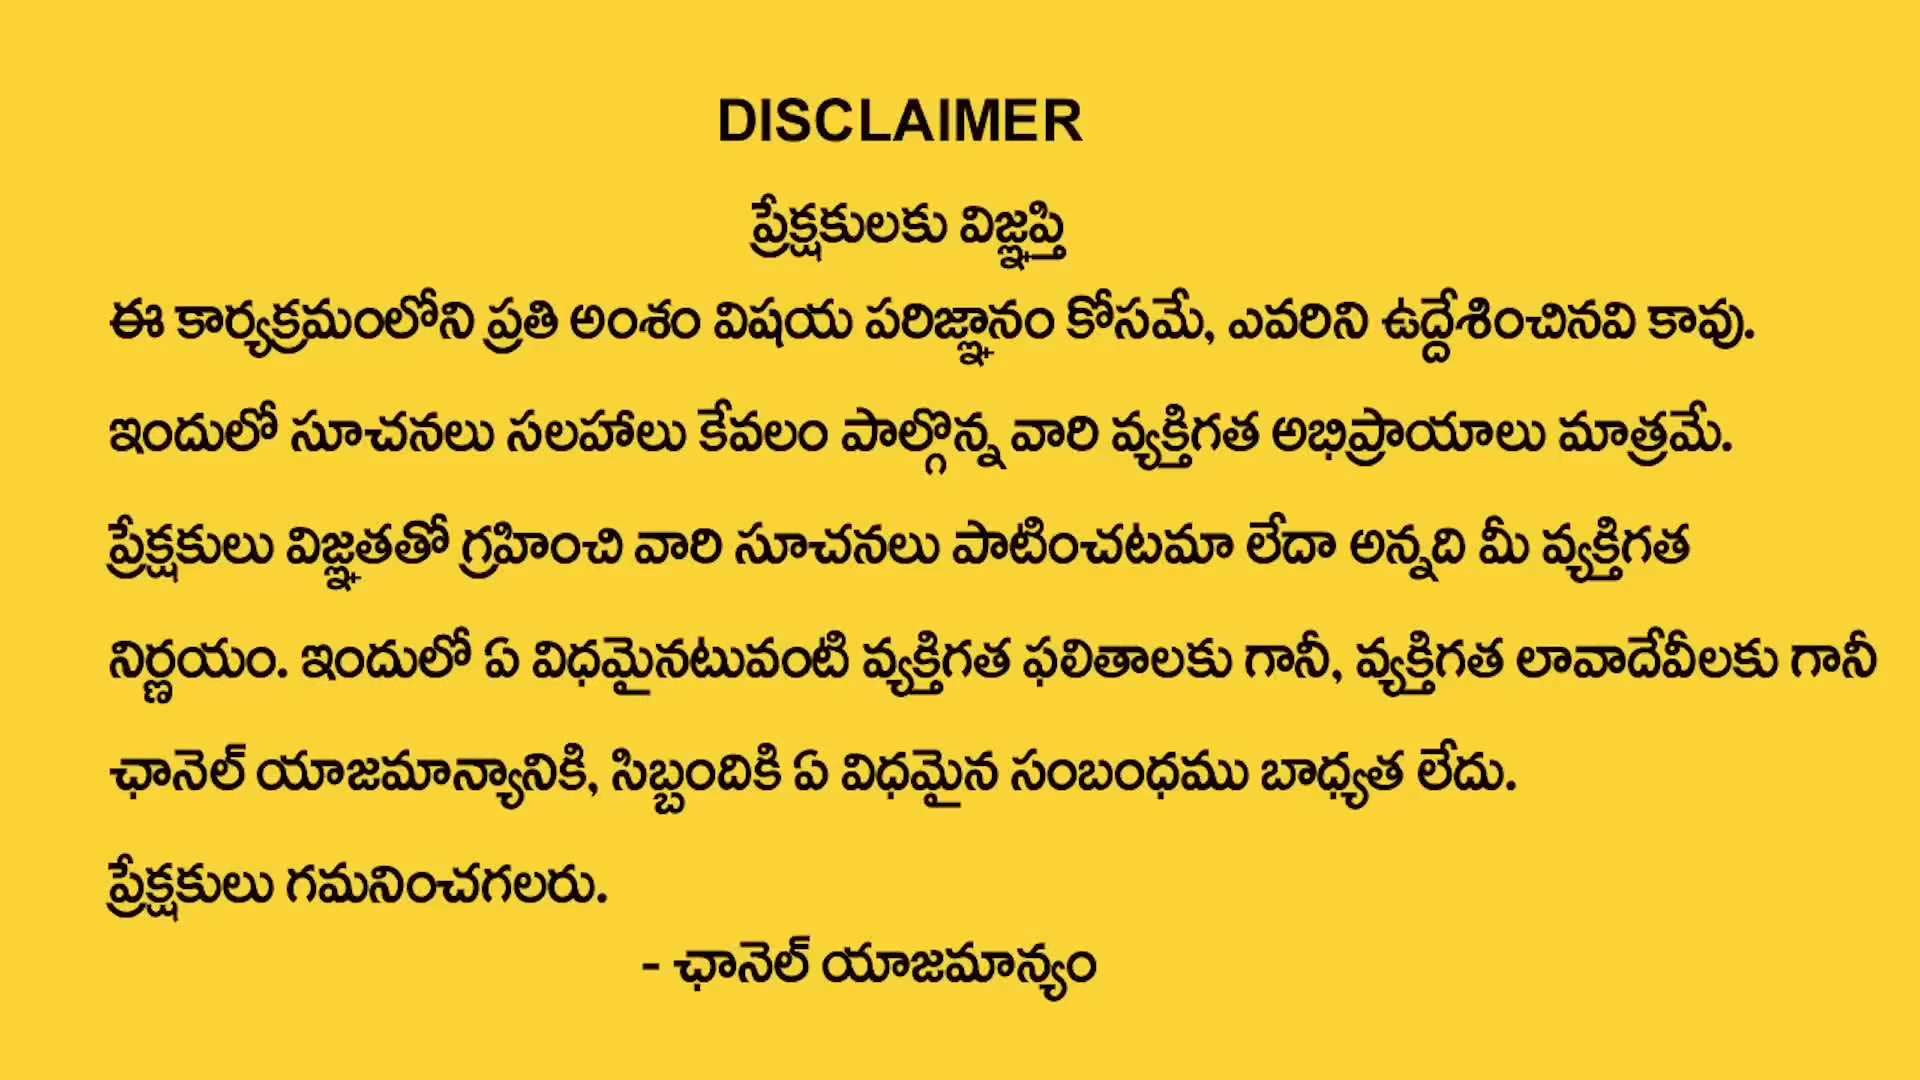 DISCLAIMER
ప్రేక్షకులకు విజ్ఞప్తి
ఈ కార్యక్రమంలోని ప్రతి అంశం విషయ పరిజ్ఞానం కోసమే, ఎవరిని ఉద్దేశించినవి కావు.
ఇందులో సూచనలు సలహాలు కేవలం పాల్గొన్న వారి వ్యక్తిగత అభిప్రాయాలు మాత్రమే.
ప్రేక్షకులు విజ్ఞతతో గ్రహించి వారి సూచనలు పాటించటమా లేదా అన్నది మీ వ్యక్తిగత
నిర్ణయం. ఇందులో ఏ విధమైనటువంటి వ్యక్తిగత ఫలితాలకు గానీ, వ్యక్తిగత లావాదేవీలకు గానీ
ఛానెల్ యాజమాన్యానికి, సిబ్బందికి ఏ విధమైన సంబంధము బాధ్యత లేదు.
ప్రేక్షకులు గమనించగలరు.
- ఛానెల్ యాజమాన్యం